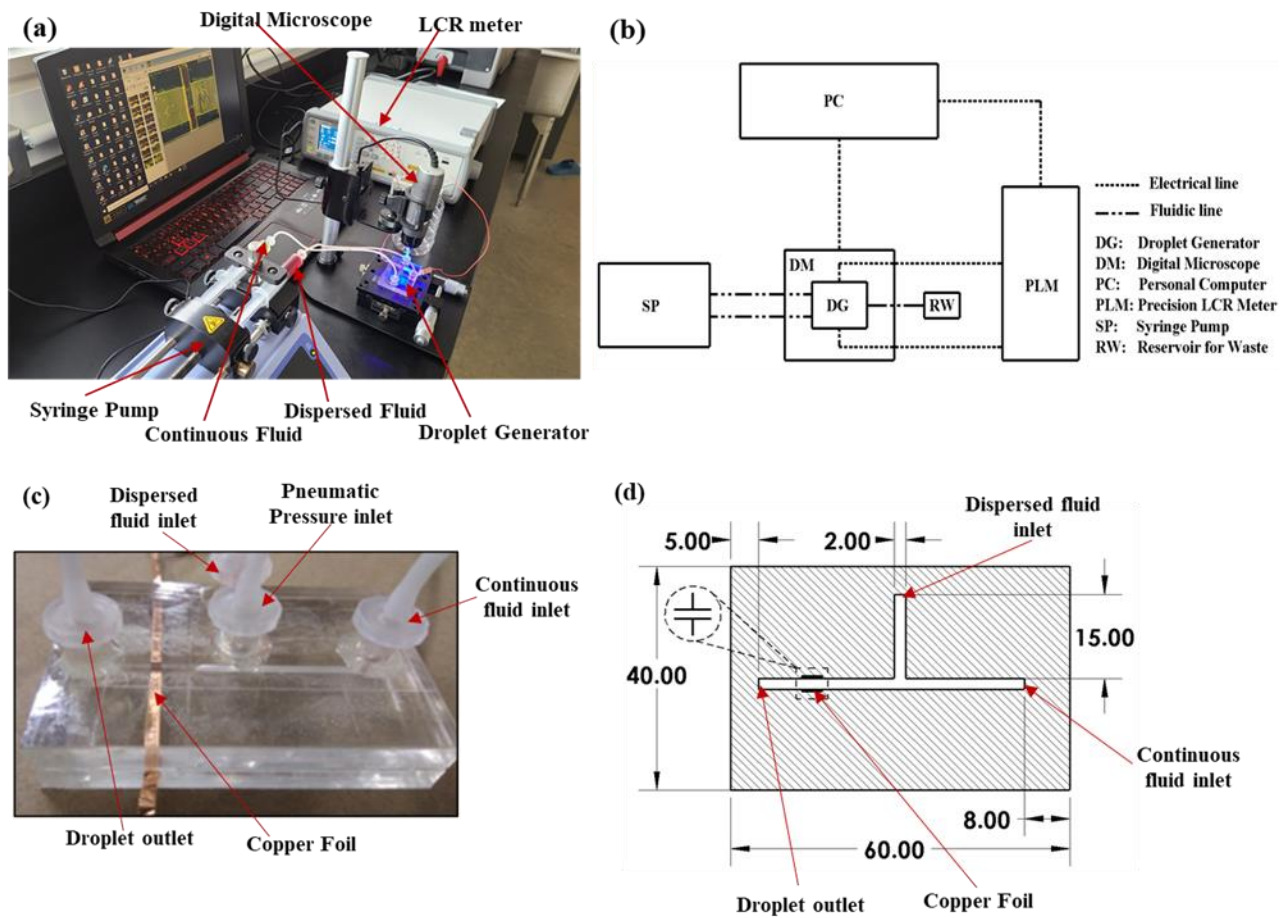 (a)
Digital Microscope
LCR meter
Syringe Pump
Continuous Fluid
Dispersed Fluid
Droplet Generator
(b)
PC
DM
SP
DG
RW
PLM
Electrical line
Fluidic line
DG: Droplet Generator
DM: Digital Microscope
PC: Personal Computer
PLM: Precision LCR Meter
SP: Syringe Pump
RW: Reservoir for Waste
(c)
Dispersed
fluid inlet
Pneumatic
Pressure inlet
Continuous
fluid inlet
Droplet outlet
Copper Foil
(d)
Dispersed fluid
inlet
5.00
2.00
15.00
40.00
8.00
60.00
Continuous
fluid inlet
Droplet outlet
Copper Foil